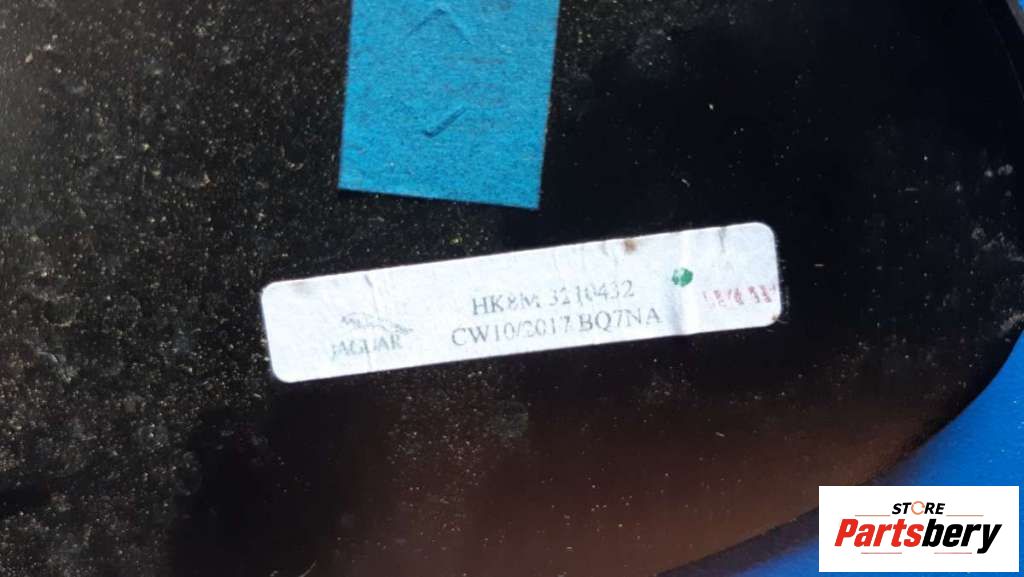 HK8M 3210432
CW10/2017 BQ7NA
JAGUAR
STORE
Partsbery